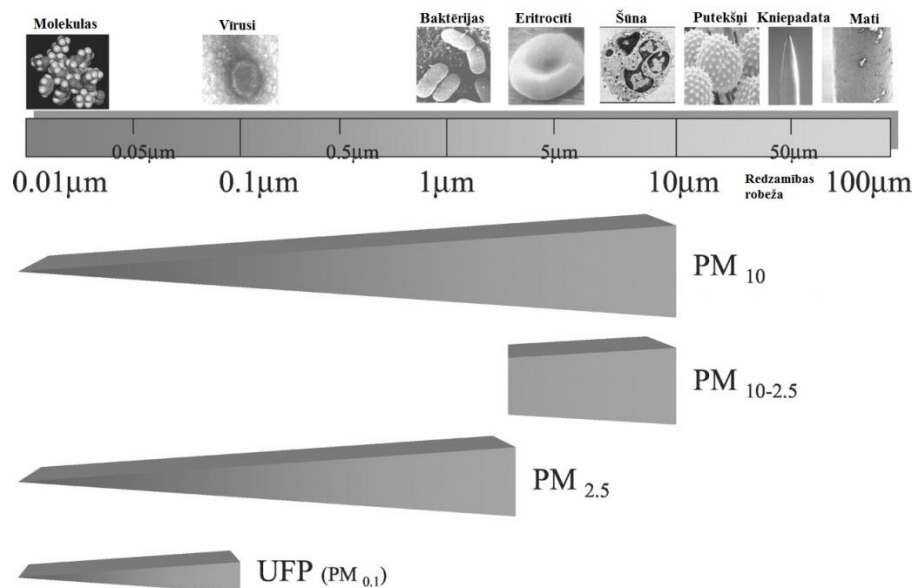 Molekulas Vīrusi Baktērijas Eritrocīti Šūna Putekšņi Kniepadata Mati
0.05µm 0.5µm 5µm 50µm
0.01µm 0.1µm 1µm 10µm Redzamības robeža 100µm
PM 10
PM 10-2.5
PM 2.5
UFP (PM 0.1)